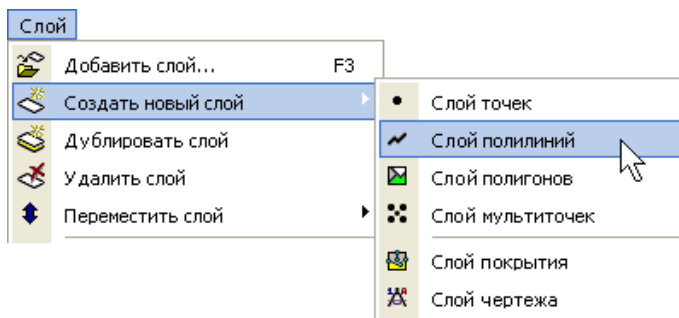 Слой
Добавить слой... F3
Создать новый слой
Дублировать слой
Удалить слой
Переместить слой
Слой точек
Слой полилиний
Слой полигонов
Слой мультиточек
Слой покрытия
Слой чертежа